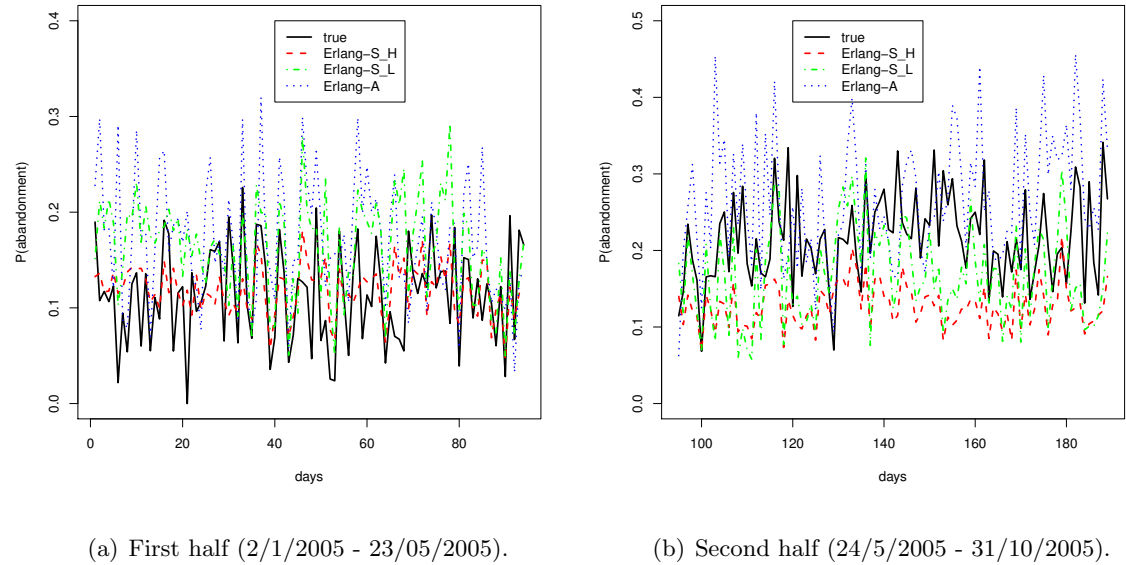 true
Erlang-S_H
Erlang-S_L
Erlang-A
P(abandonment)
0.0
0.1
0.2
0.3
0.4
0
20
40
60
80
days
(a) First half (2/1/2005 - 23/05/2005).
true
Erlang-S_H
Erlang-S_L
Erlang-A
P(abandonment)
0.0
0.1
0.2
0.3
0.4
0.5
100
120
140
160
180
days
(b) Second half (24/5/2005 - 31/10/2005).